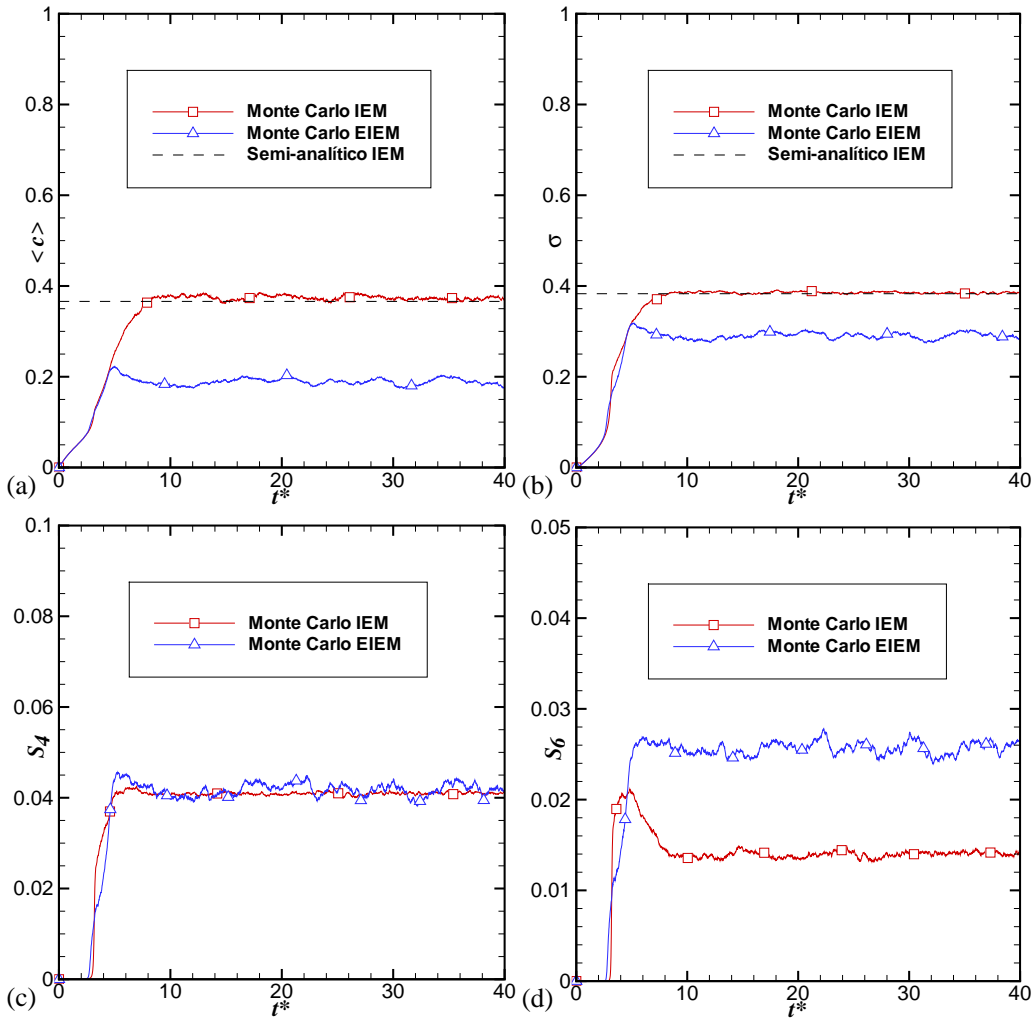 1
0.8
0.6
0.4
0.2
0
<c>
Monte Carlo IEM
Monte Carlo EIEM
Semi-analítico IEM
0 10 20 30 40
(a) t*
1
0.8
0.6
0.4
0.2
0
σ
Monte Carlo IEM
Monte Carlo EIEM
Semi-analítico IEM
0 10 20 30 40
(b) t*
0.1
0.08
0.06
0.04
0.02
0
S4
Monte Carlo IEM
Monte Carlo EIEM
0 10 20 30 40
(c) t*
0.05
0.04
0.03
0.02
0.01
0
S6
Monte Carlo IEM
Monte Carlo EIEM
0 10 20 30 40
(d) t*